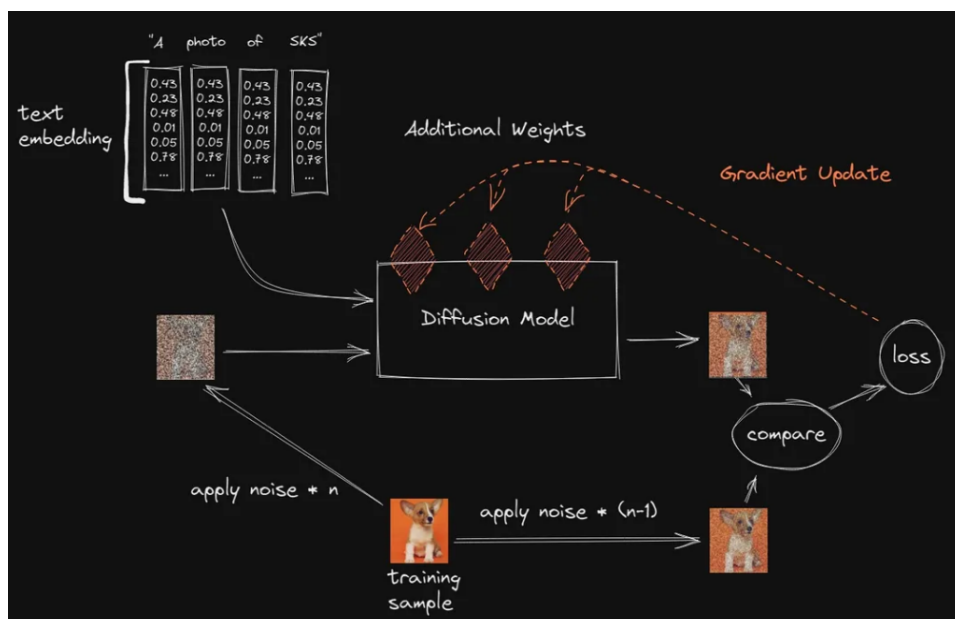 "A photo of SKS"
text
embedding
0.43 0.43 0.43 0.43
0.23 0.23 0.23 0.23
0.48 0.48 0.48 0.48
0.01 0.01 0.01 0.01
0.05 0.05 0.05 0.05
0.78 0.78 0.78 0.78
... ... ... ...
Additional Weights
Gradient Update
Diffusion Model
loss
compare
apply noise * n
apply noise * (n-1)
training
sample